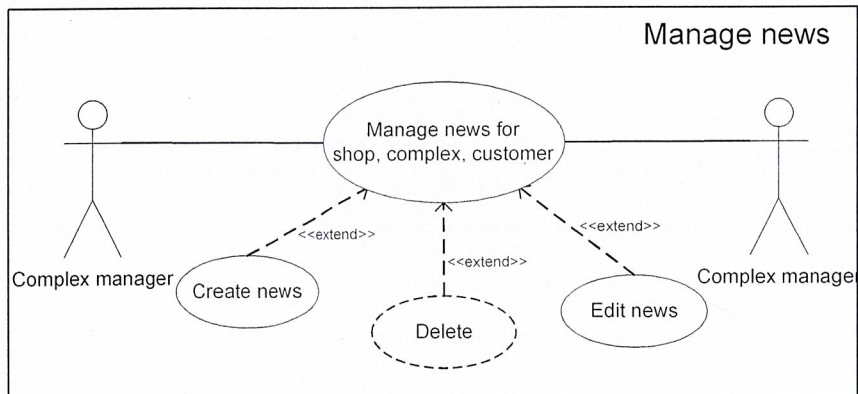 Manage news
Manage news for
shop, complex, customer
<<extend>>
<<extend>>
<<extend>>
Complex manager
Create news
Delete
Edit news
Complex manager